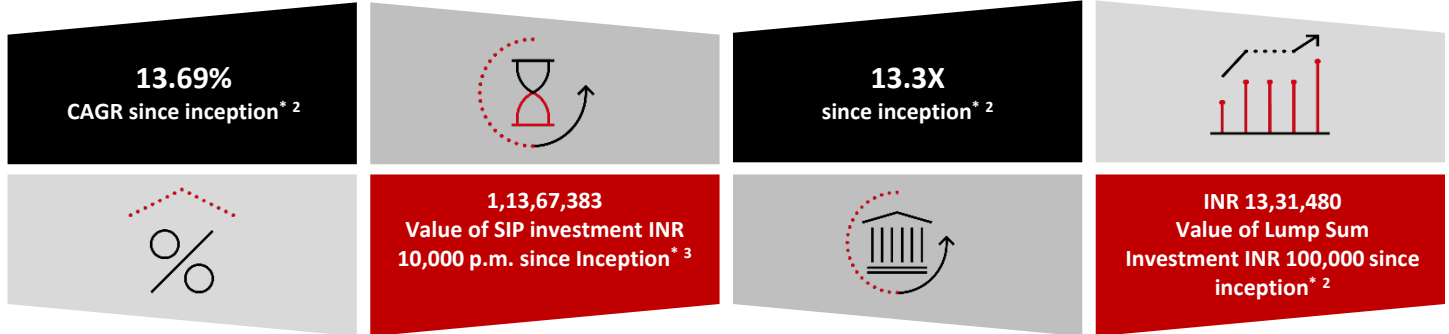 13.69%
CAGR since inception* 2
13.3X
since inception* 2
1,13,67,383
Value of SIP investment INR
10,000 p.m. since Inception* 3
INR 13,31,480
Value of Lump Sum
Investment INR 100,000 since
inception* 2